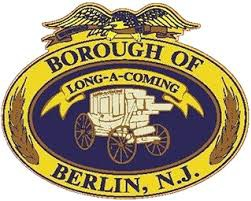 BOROUGH OF
LONG-A-COMING
BERLIN, N.J.